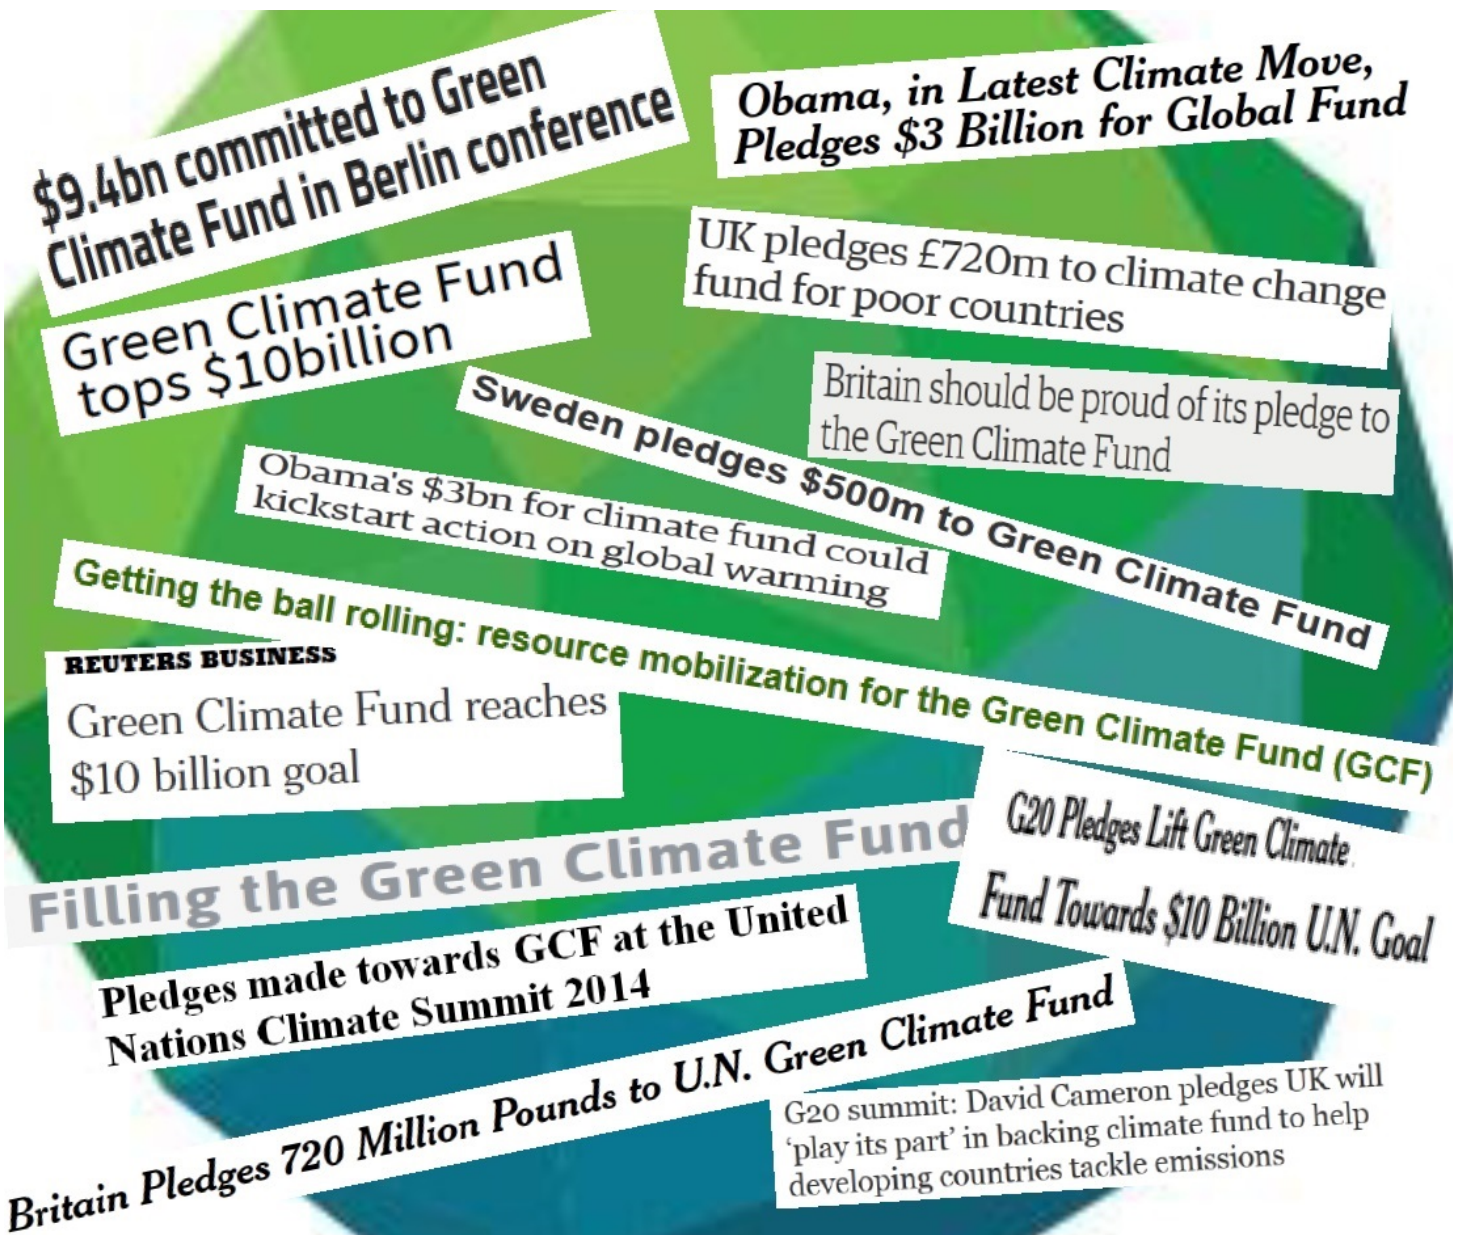 $9.4bn committed to Green
Climate Fund in Berlin conference
Obama, in Latest Climate Move,
Pledges $3 Billion for Global Fund
UK pledges £720m to climate change
fund for poor countries
Green Climate Fund
tops $10billion
Britain should be proud of its pledge to
the Green Climate Fund
Sweden pledges $500m to Green Climate Fund
Obama's $3bn for climate fund could
kickstart action on global warming
Getting the ball rolling: resource mobilization for the Green Climate Fund (GCF)
REUTERS BUSINESS
Green Climate Fund reaches
$10 billion goal
G20 Pledges Lift Green Climate
Fund Towards $10 Billion U.N. Goal
Filling the Green Climate Fund
Pledges made towards GCF at the United
Nations Climate Summit 2014
Britain Pledges 720 Million Pounds to U.N. Green Climate Fund
G20 summit: David Cameron pledges UK will
‘play its part’ in backing climate fund to help
developing countries tackle emissions